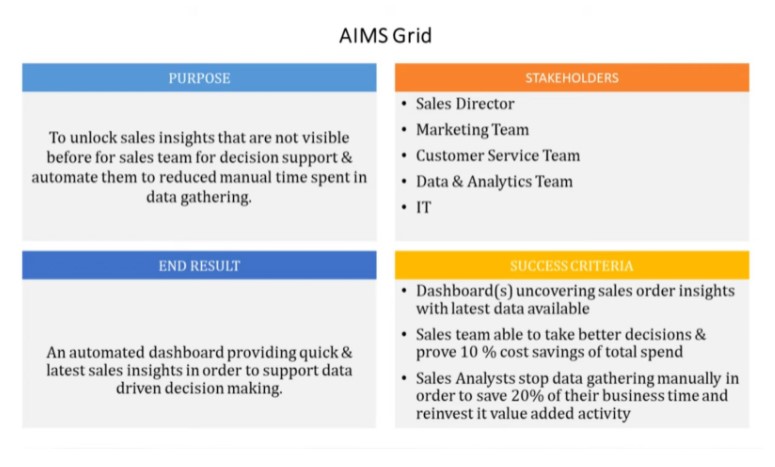 AIMS Grid
PURPOSE
To unlock sales insights that are not visible
before for sales team for decision support &
automate them to reduced manual time spent in
data gathering.
STAKEHOLDERS
• Sales Director
• Marketing Team
• Customer Service Team
• Data & Analytics Team
• IT
END RESULT
An automated dashboard providing quick &
latest sales insights in order to support data
driven decision making.
SUCCESS CRITERIA
• Dashboard(s) uncovering sales order insights
with latest data available
• Sales team able to take better decisions &
prove 10 % cost savings of total spend
• Sales Analysts stop data gathering manually in
order to save 20% of their business time and
reinvest it value added activity